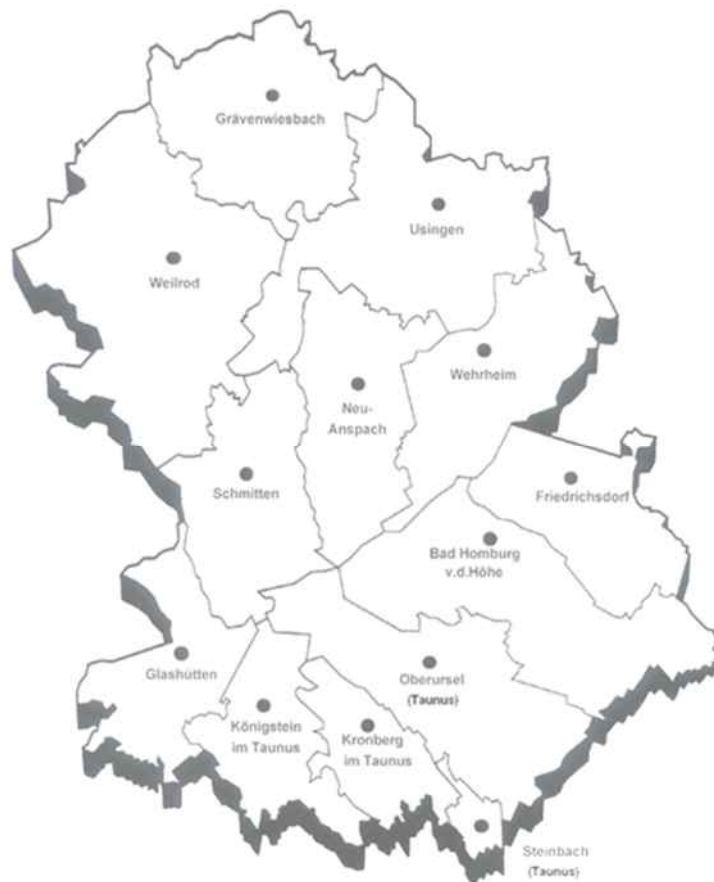 Grävenwiesbach
Usingen
Weilrod
Wehrheim
Neu-
Anspach
Schmitten
Friedrichsdorf
Bad Homburg
v.d.Höhe
Glashütten
Oberursel
(Taunus)
Königstein
im Taunus
Kronberg
im Taunus
Steinbach
(Taunus)